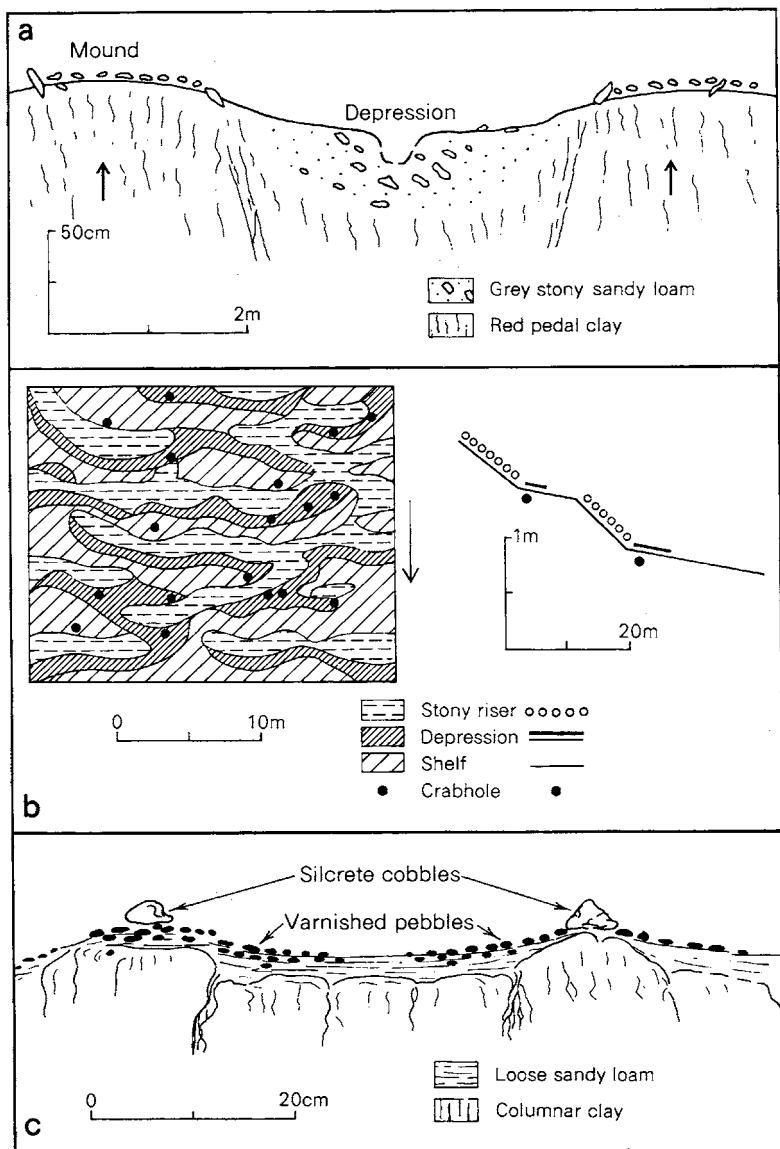 a
Mound
Depression
50cm
2m
Grey stony sandy loam
Red pedal clay
1m
20m
0 10m
Stony riser
Depression
Shelf
Crabhole
b
Silcrete cobbles
Varnished pebbles
Loose sandy loam
Columnar clay
0 20cm
c